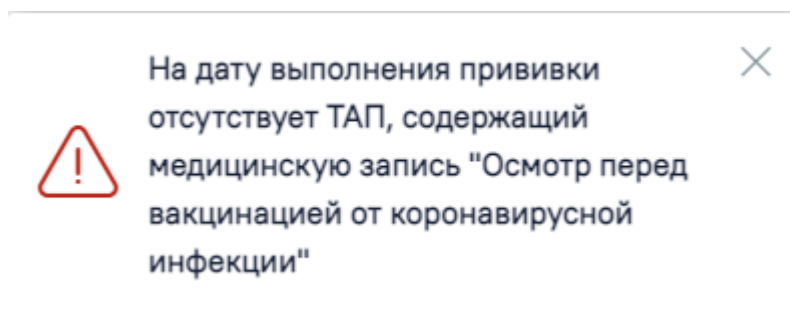 На дату выполнения прививки
отсутствует ТАП, содержащий
медицинскую запись "Осмотр перед
вакцинацией от коронавирусной
инфекции"